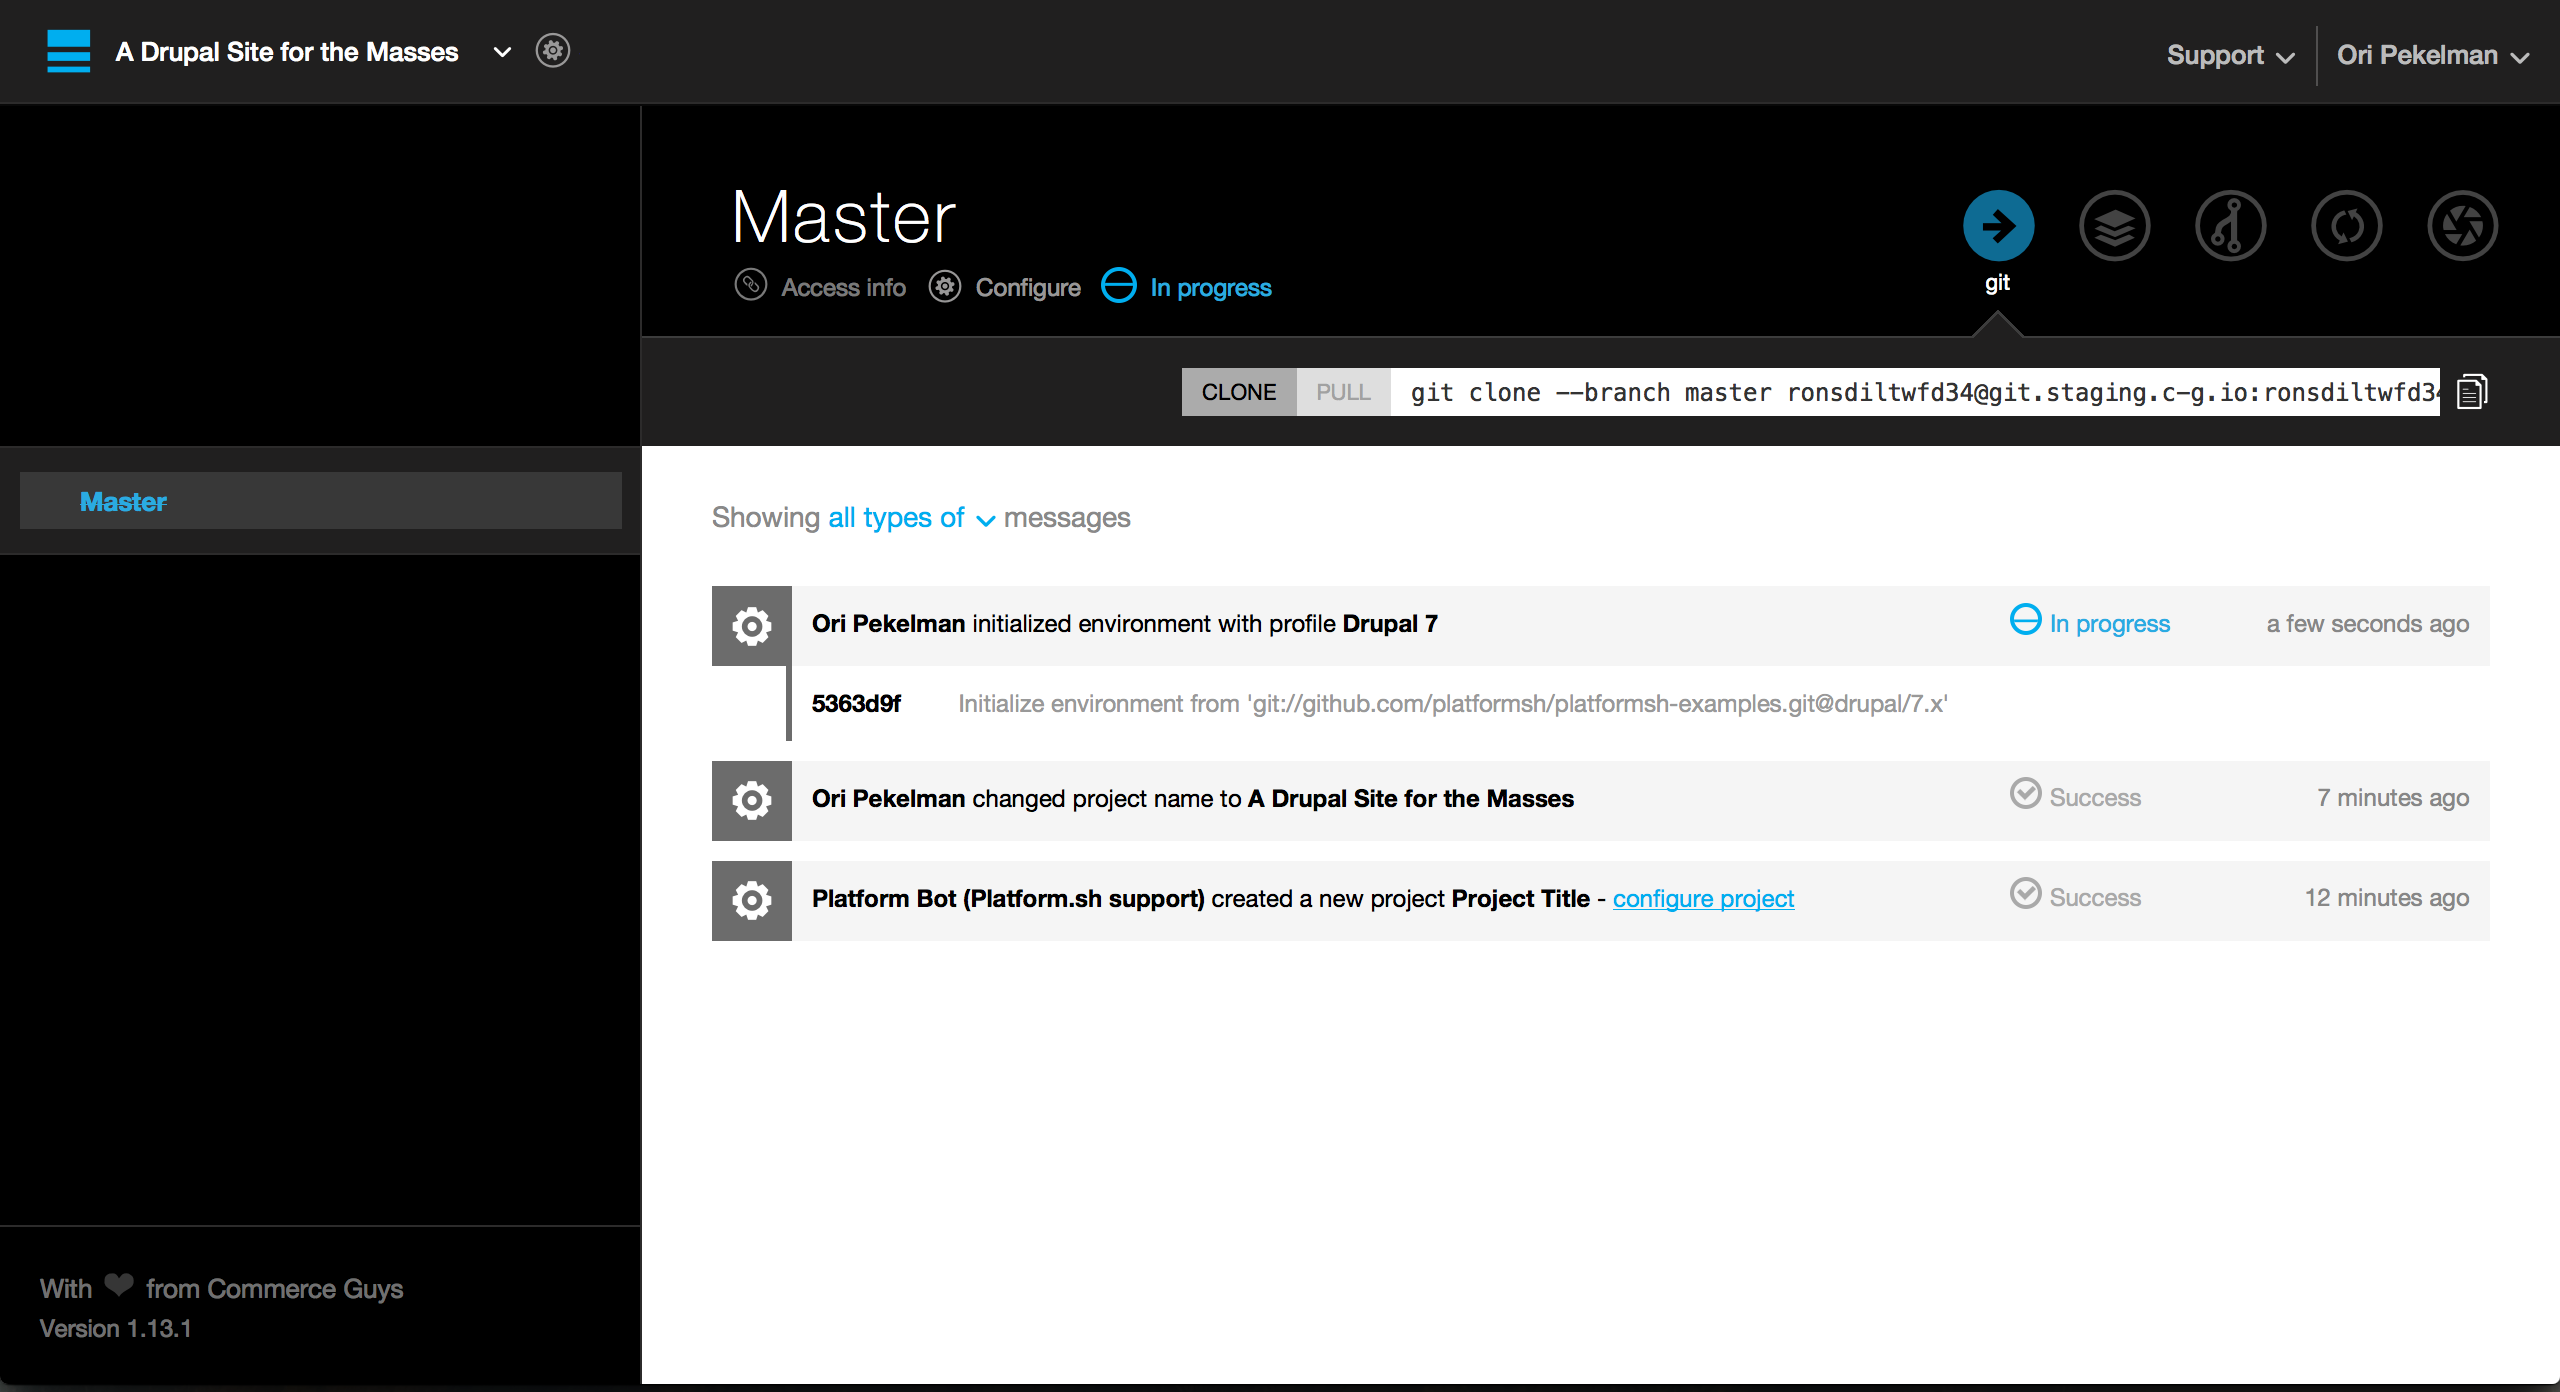 A Drupal Site for the Masses
Support
Ori Pekelman
Master
Access info Configure In progress
git
CLONE PULL git clone --branch master ronsdiltwfd34@git.staging.c-g.io:ronsdiltwfd34
Master
Showing all types of messages
Ori Pekelman initialized environment with profile Drupal 7 In progress a few seconds ago
5363d9f Initialize environment from 'git://github.com/platformsh/platformsh-examples.git@drupal/7.x'
Ori Pekelman changed project name to A Drupal Site for the Masses Success 7 minutes ago
Platform Bot (Platform.sh support) created a new project Project Title - configure project Success 12 minutes ago
With ❤ from Commerce Guys
Version 1.13.1